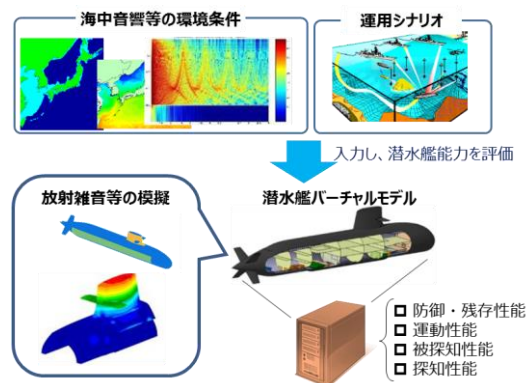 海中音響等の環境条件
運用シナリオ
入力し、潜水艦能力を評価
放射雑音等の模擬
潜水艦バーチャルモデル
□ 防御・残存性能
□ 運動性能
□ 被探知性能
□ 探知性能